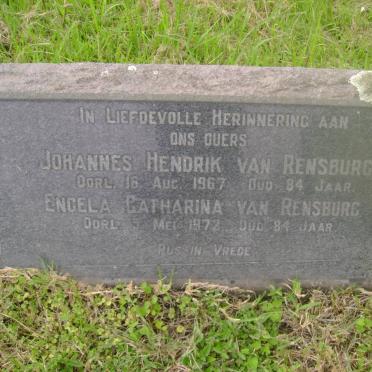 IN LIEFDEVOLLE HERINNERING AAN
ONS OUERS
JOHANNES HENDRIK VAN RENSBURG
OORL. 16 AUG. 1967 OUD 84 JAAR.
ENGELA CATHARINA VAN RENSBURG
OORL. MEI 1972 OUD 84 JAAR.
RUS IN VREDE